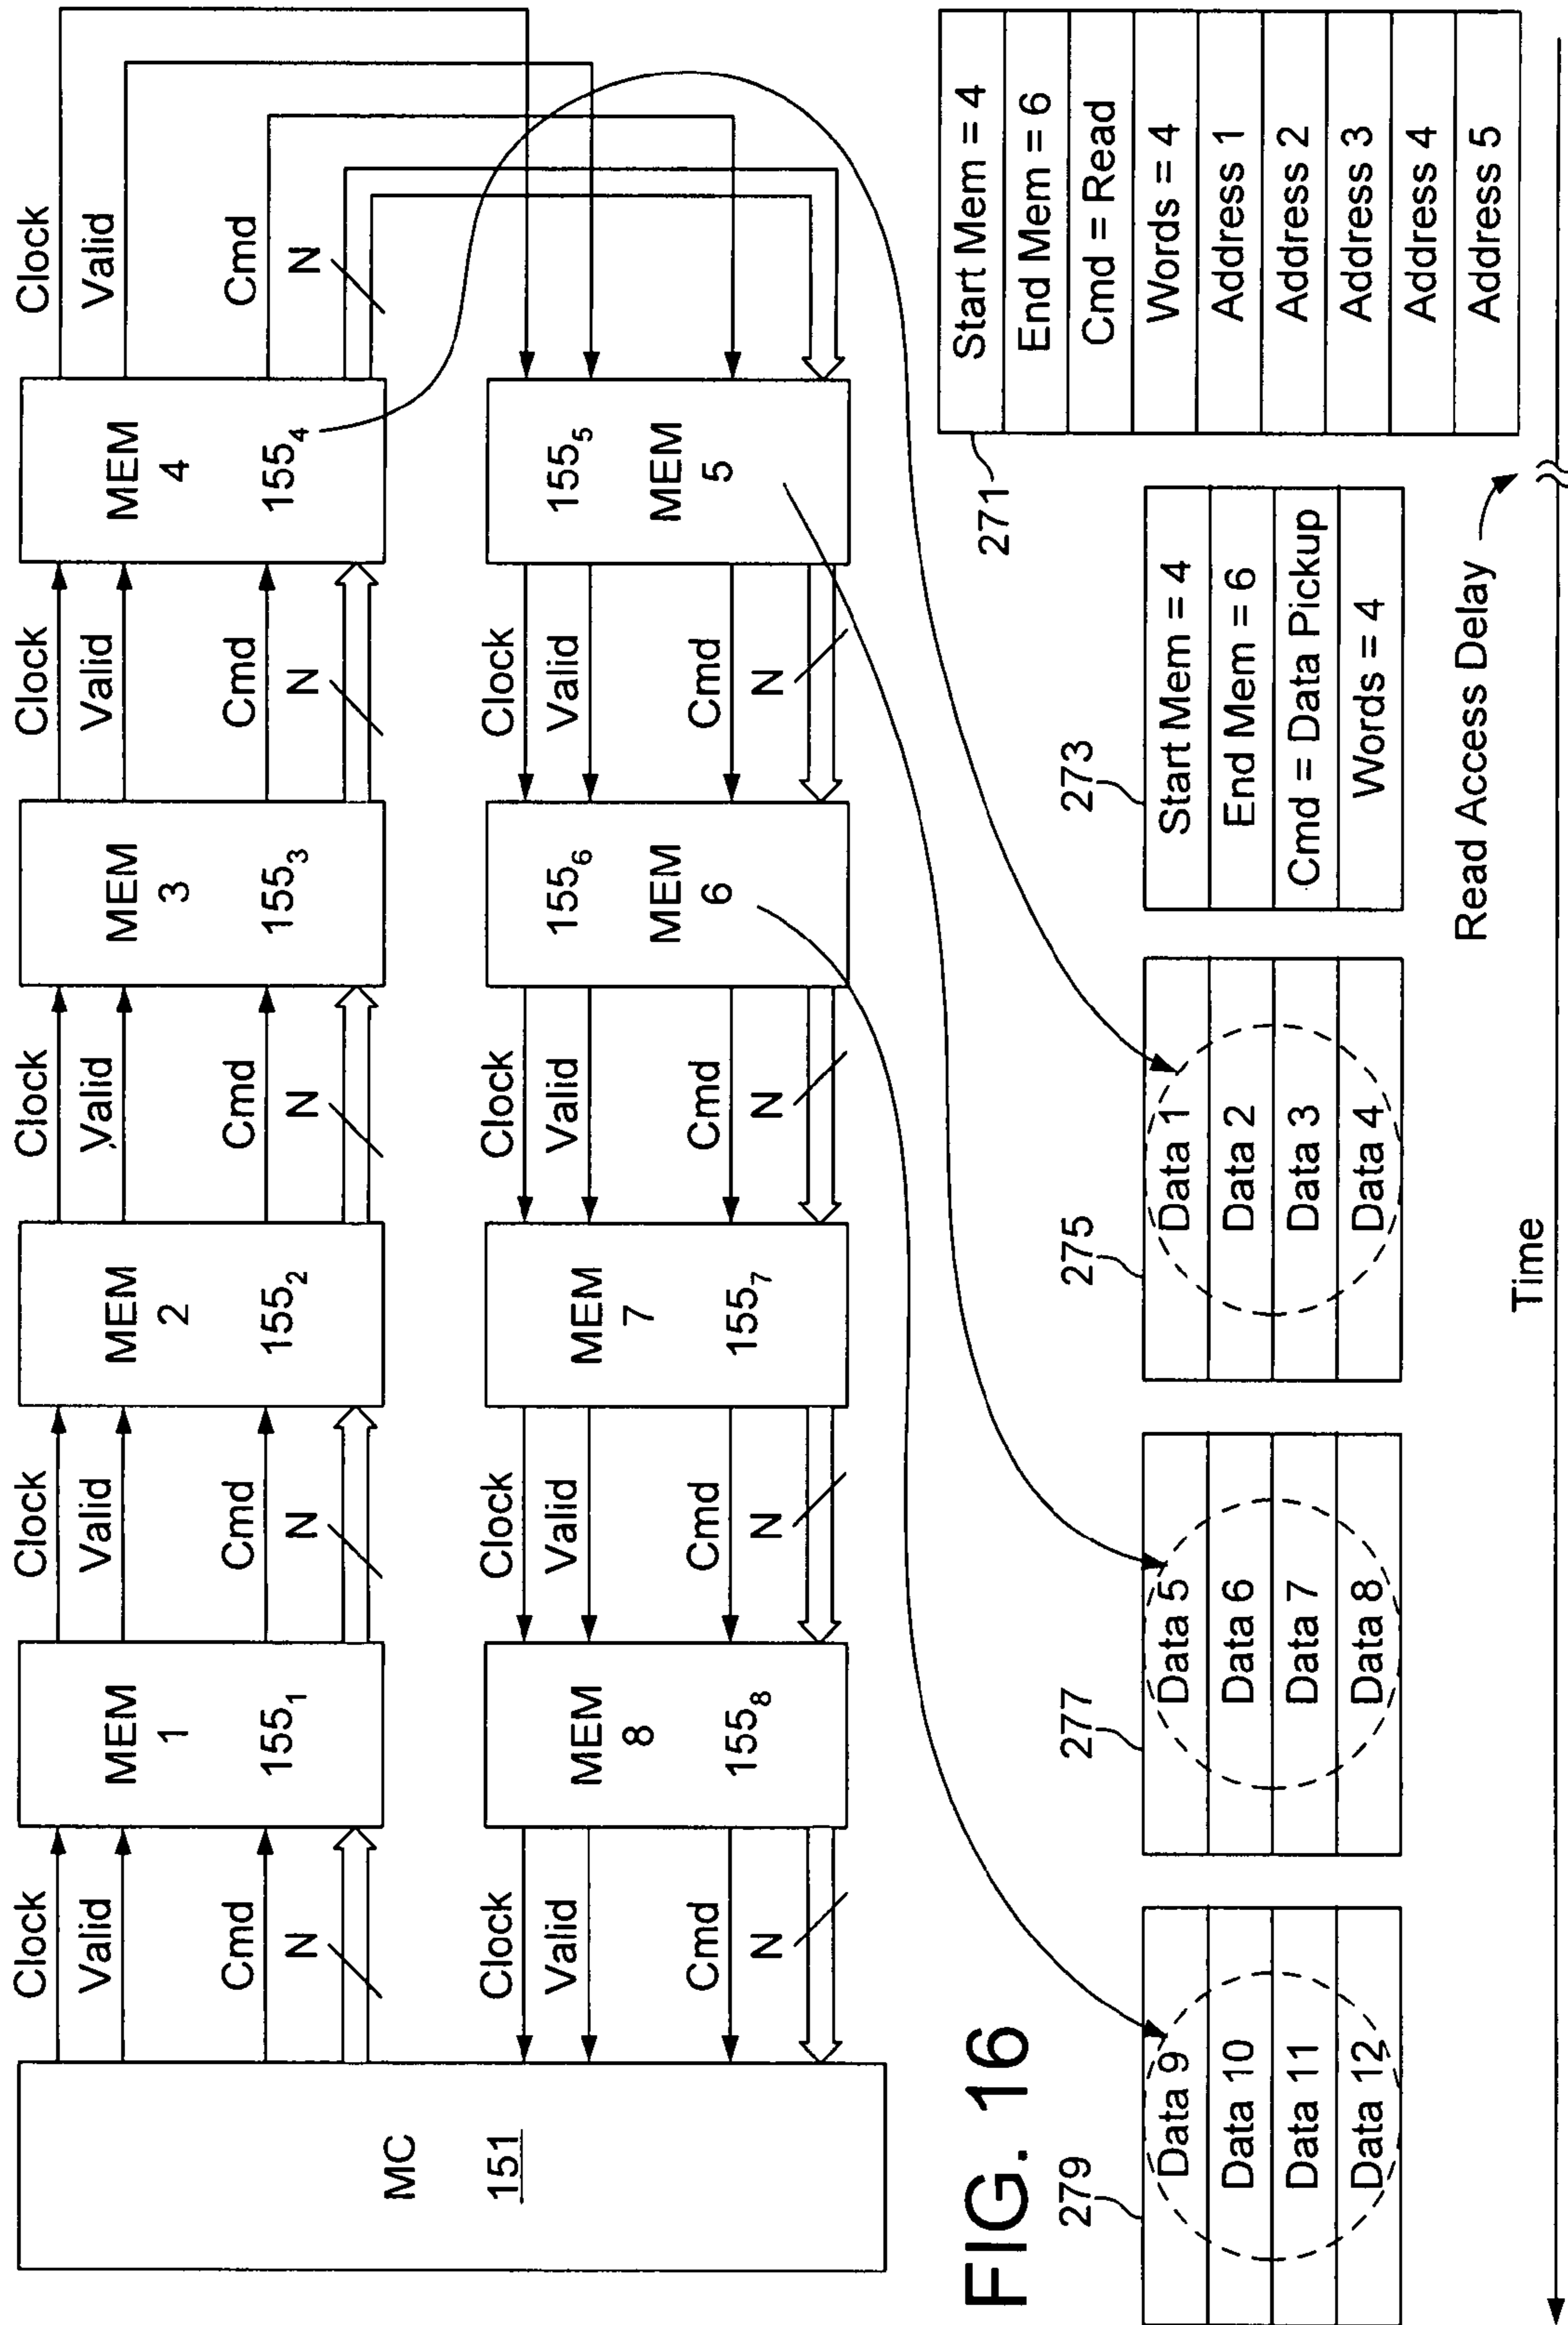 Clock
Valid
Cmd
N
Clock
Valid
Cmd
N
Clock
Valid
Cmd
N
Clock
Valid
Cmd
N
Clock
Valid
Cmd
N
MC
151
MEM
1
155₁
MEM
2
155₂
MEM
3
155₃
MEM
4
155₄
MEM
8
155₈
MEM
7
155₇
155₆
MEM
6
155₅
MEM
5
Clock
Valid
Cmd
N
Clock
Valid
Cmd
N
Clock
Valid
Cmd
N
Clock
Valid
Cmd
N
FIG. 16
279
Data 9
Data 10
Data 11
Data 12
277
Data 5
Data 6
Data 7
Data 8
275
Data 1
Data 2
Data 3
Data 4
273
Start Mem = 4
End Mem = 6
Cmd = Data Pickup
Words = 4
271
Start Mem = 4
End Mem = 6
Cmd = Read
Words = 4
Address 1
Address 2
Address 3
Address 4
Address 5
Read Access Delay
Time